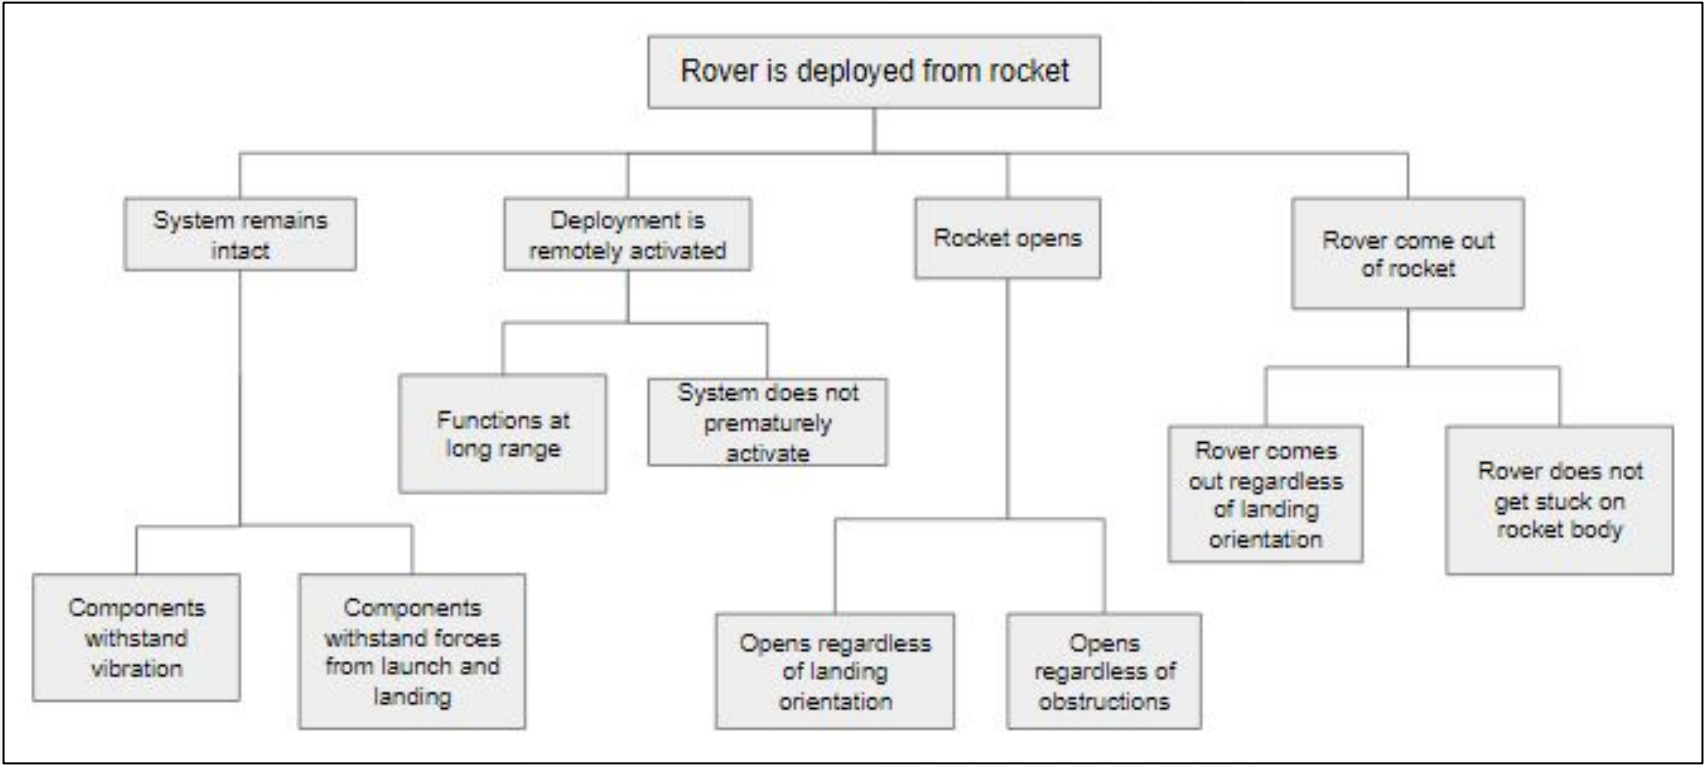 Rover is deployed from rocket
System remains
intact
Deployment is
remotely activated
Rocket opens
Rover come out
of rocket
Functions at
long range
System does not
prematurely
activate
Rover comes
out regardless
of landing
orientation
Rover does not
get stuck on
rocket body
Components
withstand
vibration
Components
withstand forces
from launch and
landing
Opens regardless
of landing
orientation
Opens
regardless of
obstructions